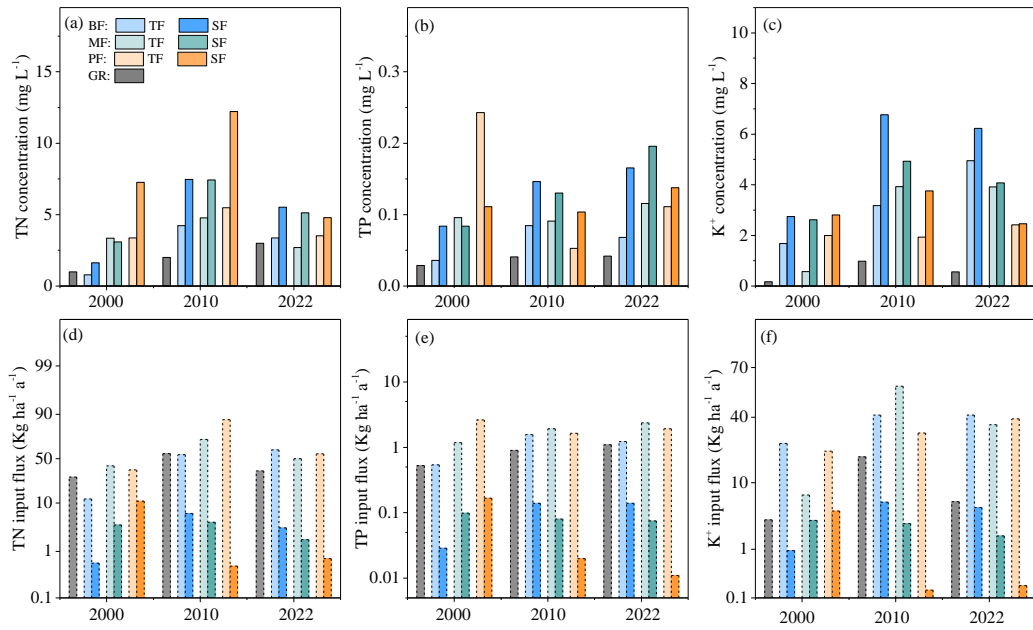 (a)
BF: TF SF
MF: TF SF
PF: TF SF
GR:
TN concentration (mg L⁻¹)
15
10
5
0
2000 2010 2022
(b)
TP concentration (mg L⁻¹)
0.3
0.2
0.1
0.0
2000 2010 2022
(c)
K⁺ concentration (mg L⁻¹)
10
8
6
4
2
0
2000 2010 2022
(d)
TN input flux (Kg ha⁻¹ a⁻¹)
99
90
50
10
1
0.1
2000 2010 2022
(e)
TP input flux (Kg ha⁻¹ a⁻¹)
10
1
0.1
0.01
2000 2010 2022
(f)
K⁺ input flux (Kg ha⁻¹ a⁻¹)
70
40
10
1
0.1
2000 2010 2022